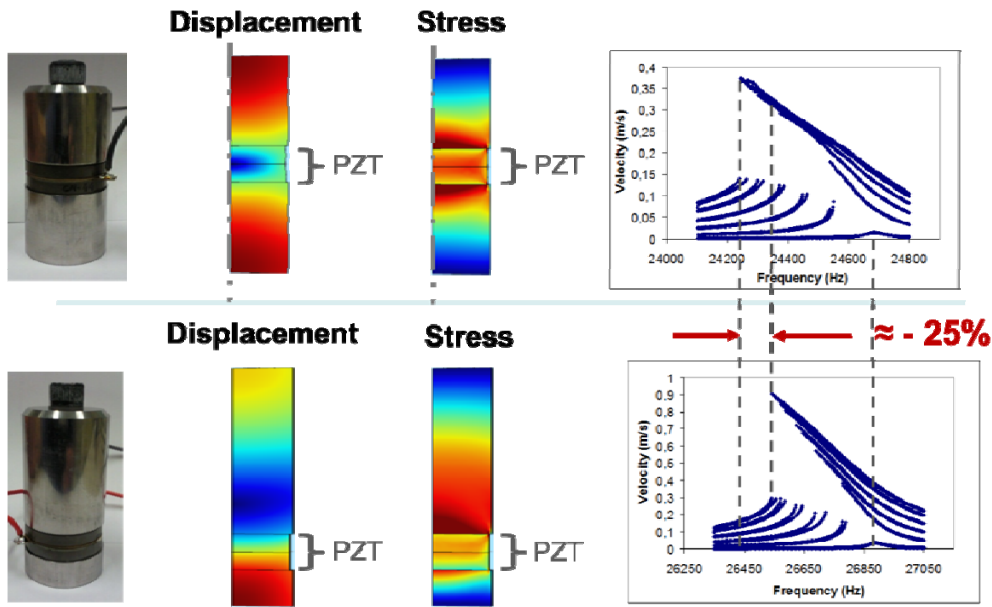 Displacement
Stress
PZT
PZT
0,4
0,35
0,3
0,25
0,2
0,15
0,1
0,05
0
Velocity (m/s)
24000 24200 24400 24600 24800
Frequency (Hz)
Displacement
Stress
≈ - 25%
PZT
PZT
1
0,9
0,8
0,7
0,6
0,5
0,4
0,3
0,2
0,1
0
Velocity (m/s)
26250 26450 26650 26850 27050
Frequency (Hz)